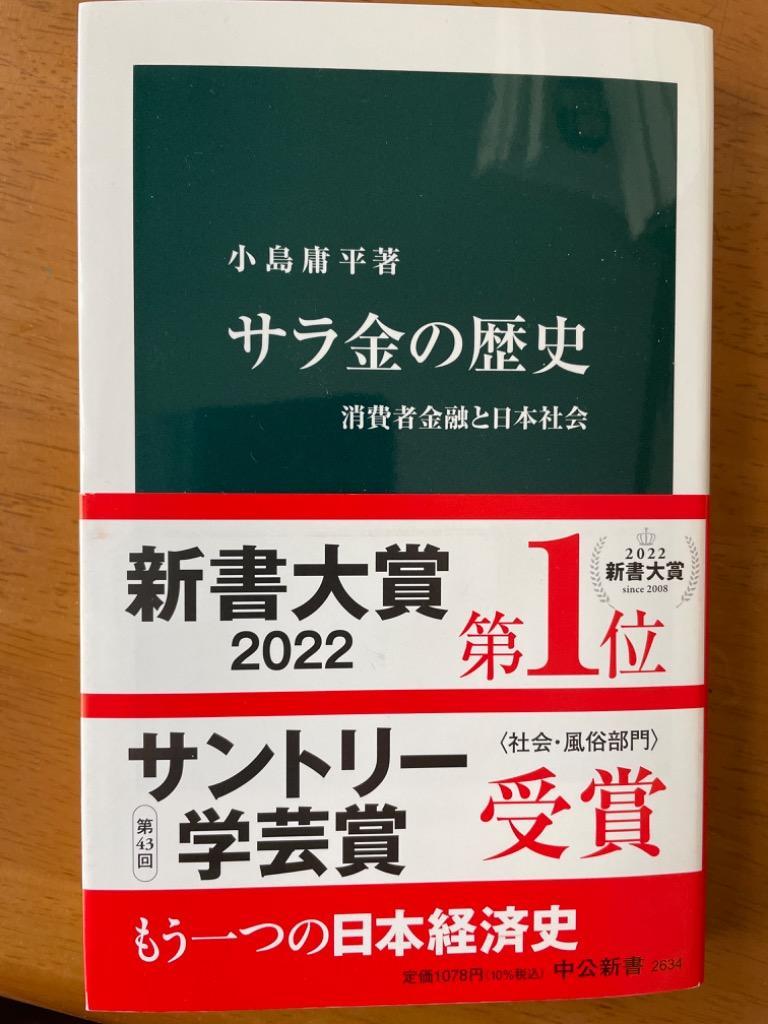 小島庸平著
サラ金の歴史
消費者金融と日本社会
新書大賞
2022
第1位
2022
新書大賞
since 2008
サントリー
学芸賞
第43回
〈社会・風俗部門〉
受賞
もう一つの日本経済史
定価1078円(10%税込) 中公新書 2634